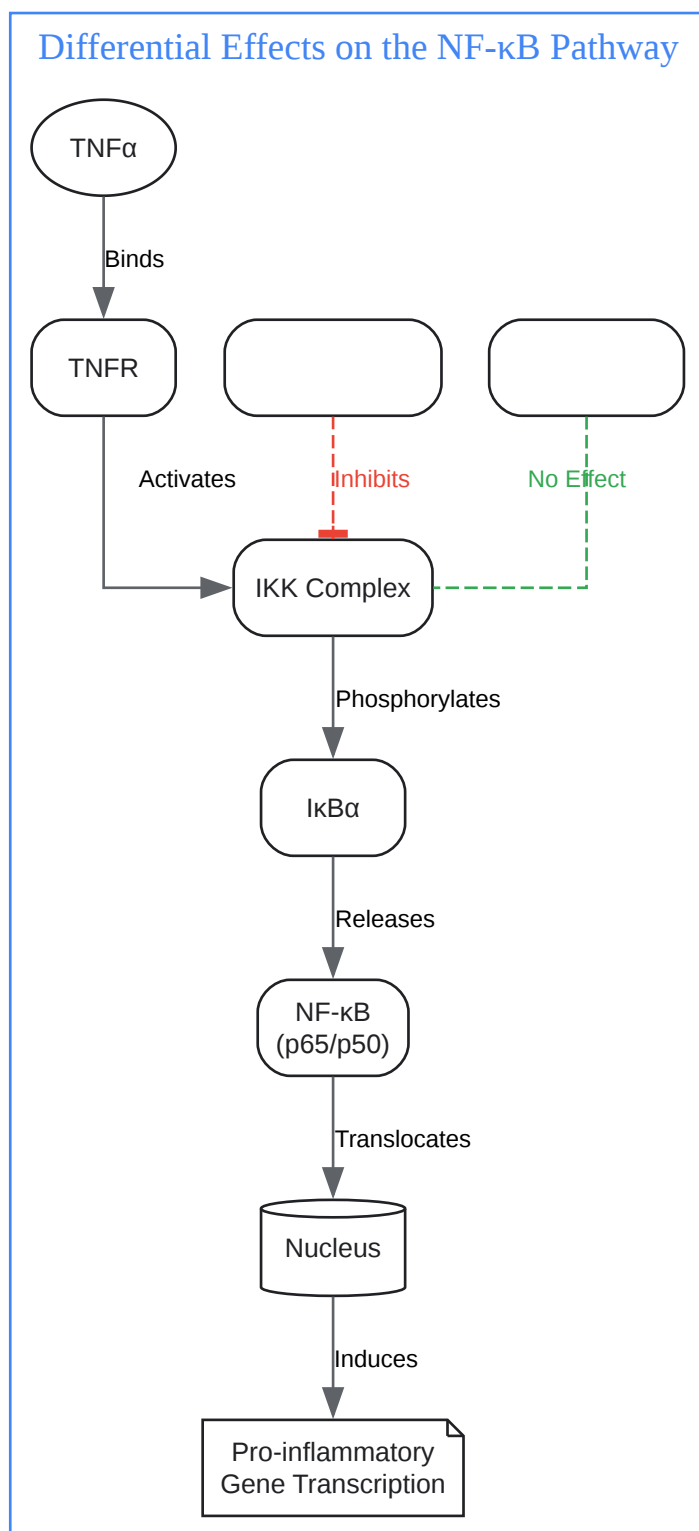 Differential Effects on the NF-κB Pathway
TNFα
Binds
TNFR
Activates
Inhibits
No Effect
IKK Complex
Phosphorylates
IκBα
Releases
NF-κB
(p65/p50)
Translocates
Nucleus
Induces
Pro-inflammatory
Gene Transcription